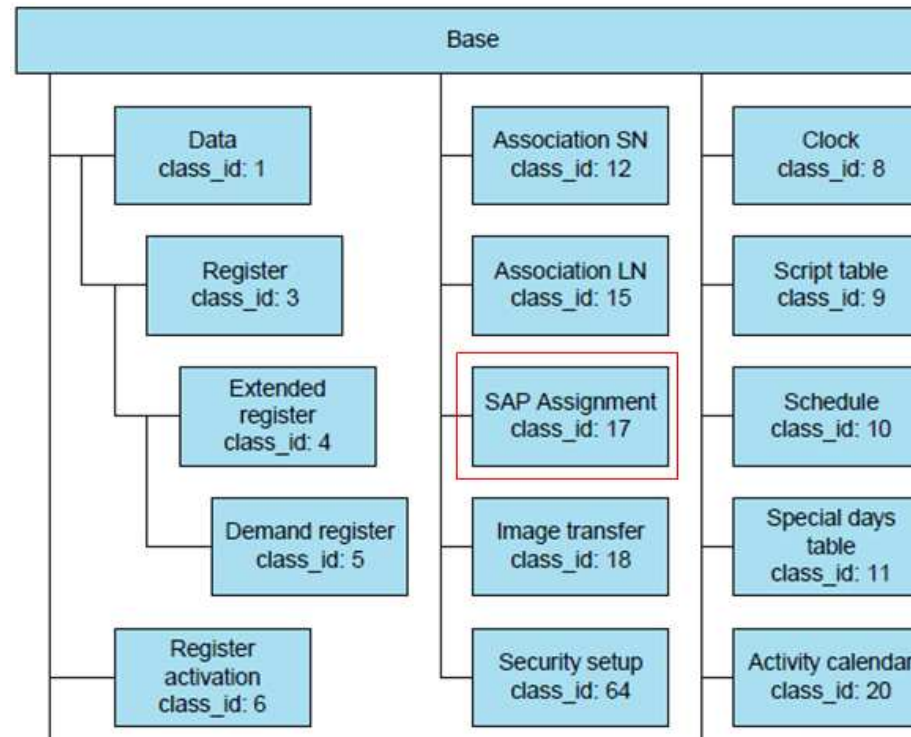 Base
Data
class_id: 1
Register
class_id: 3
Extended
register
class_id: 4
Demand register
class_id: 5
Register
activation
class_id: 6
Association SN
class_id: 12
Association LN
class_id: 15
SAP Assignment
class_id: 17
Image transfer
class_id: 18
Security setup
class_id: 64
Clock
class_id: 8
Script table
class_id: 9
Schedule
class_id: 10
Special days
table
class_id: 11
Activity calendar
class_id: 20